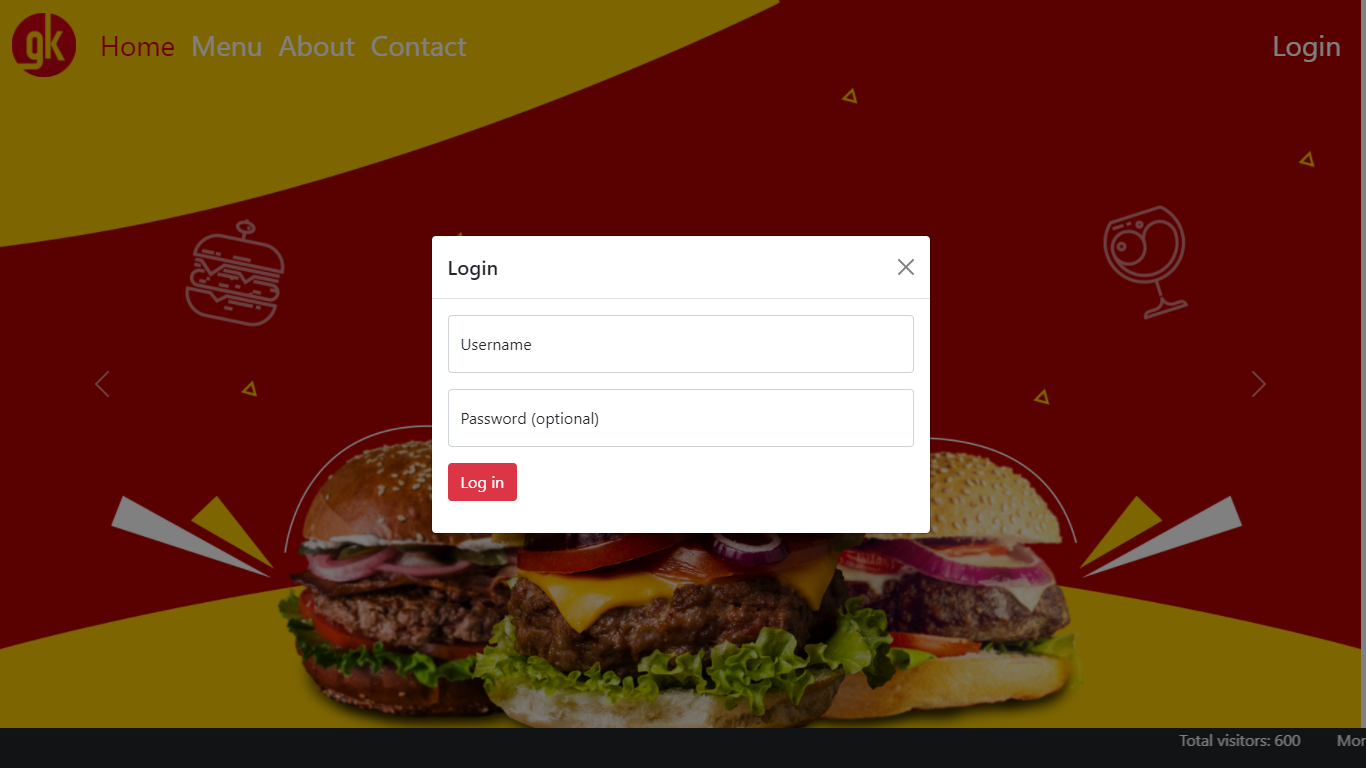 gk Home Menu About Contact Login
Login
Username
Password (optional)
Log in
Total visitors: 600